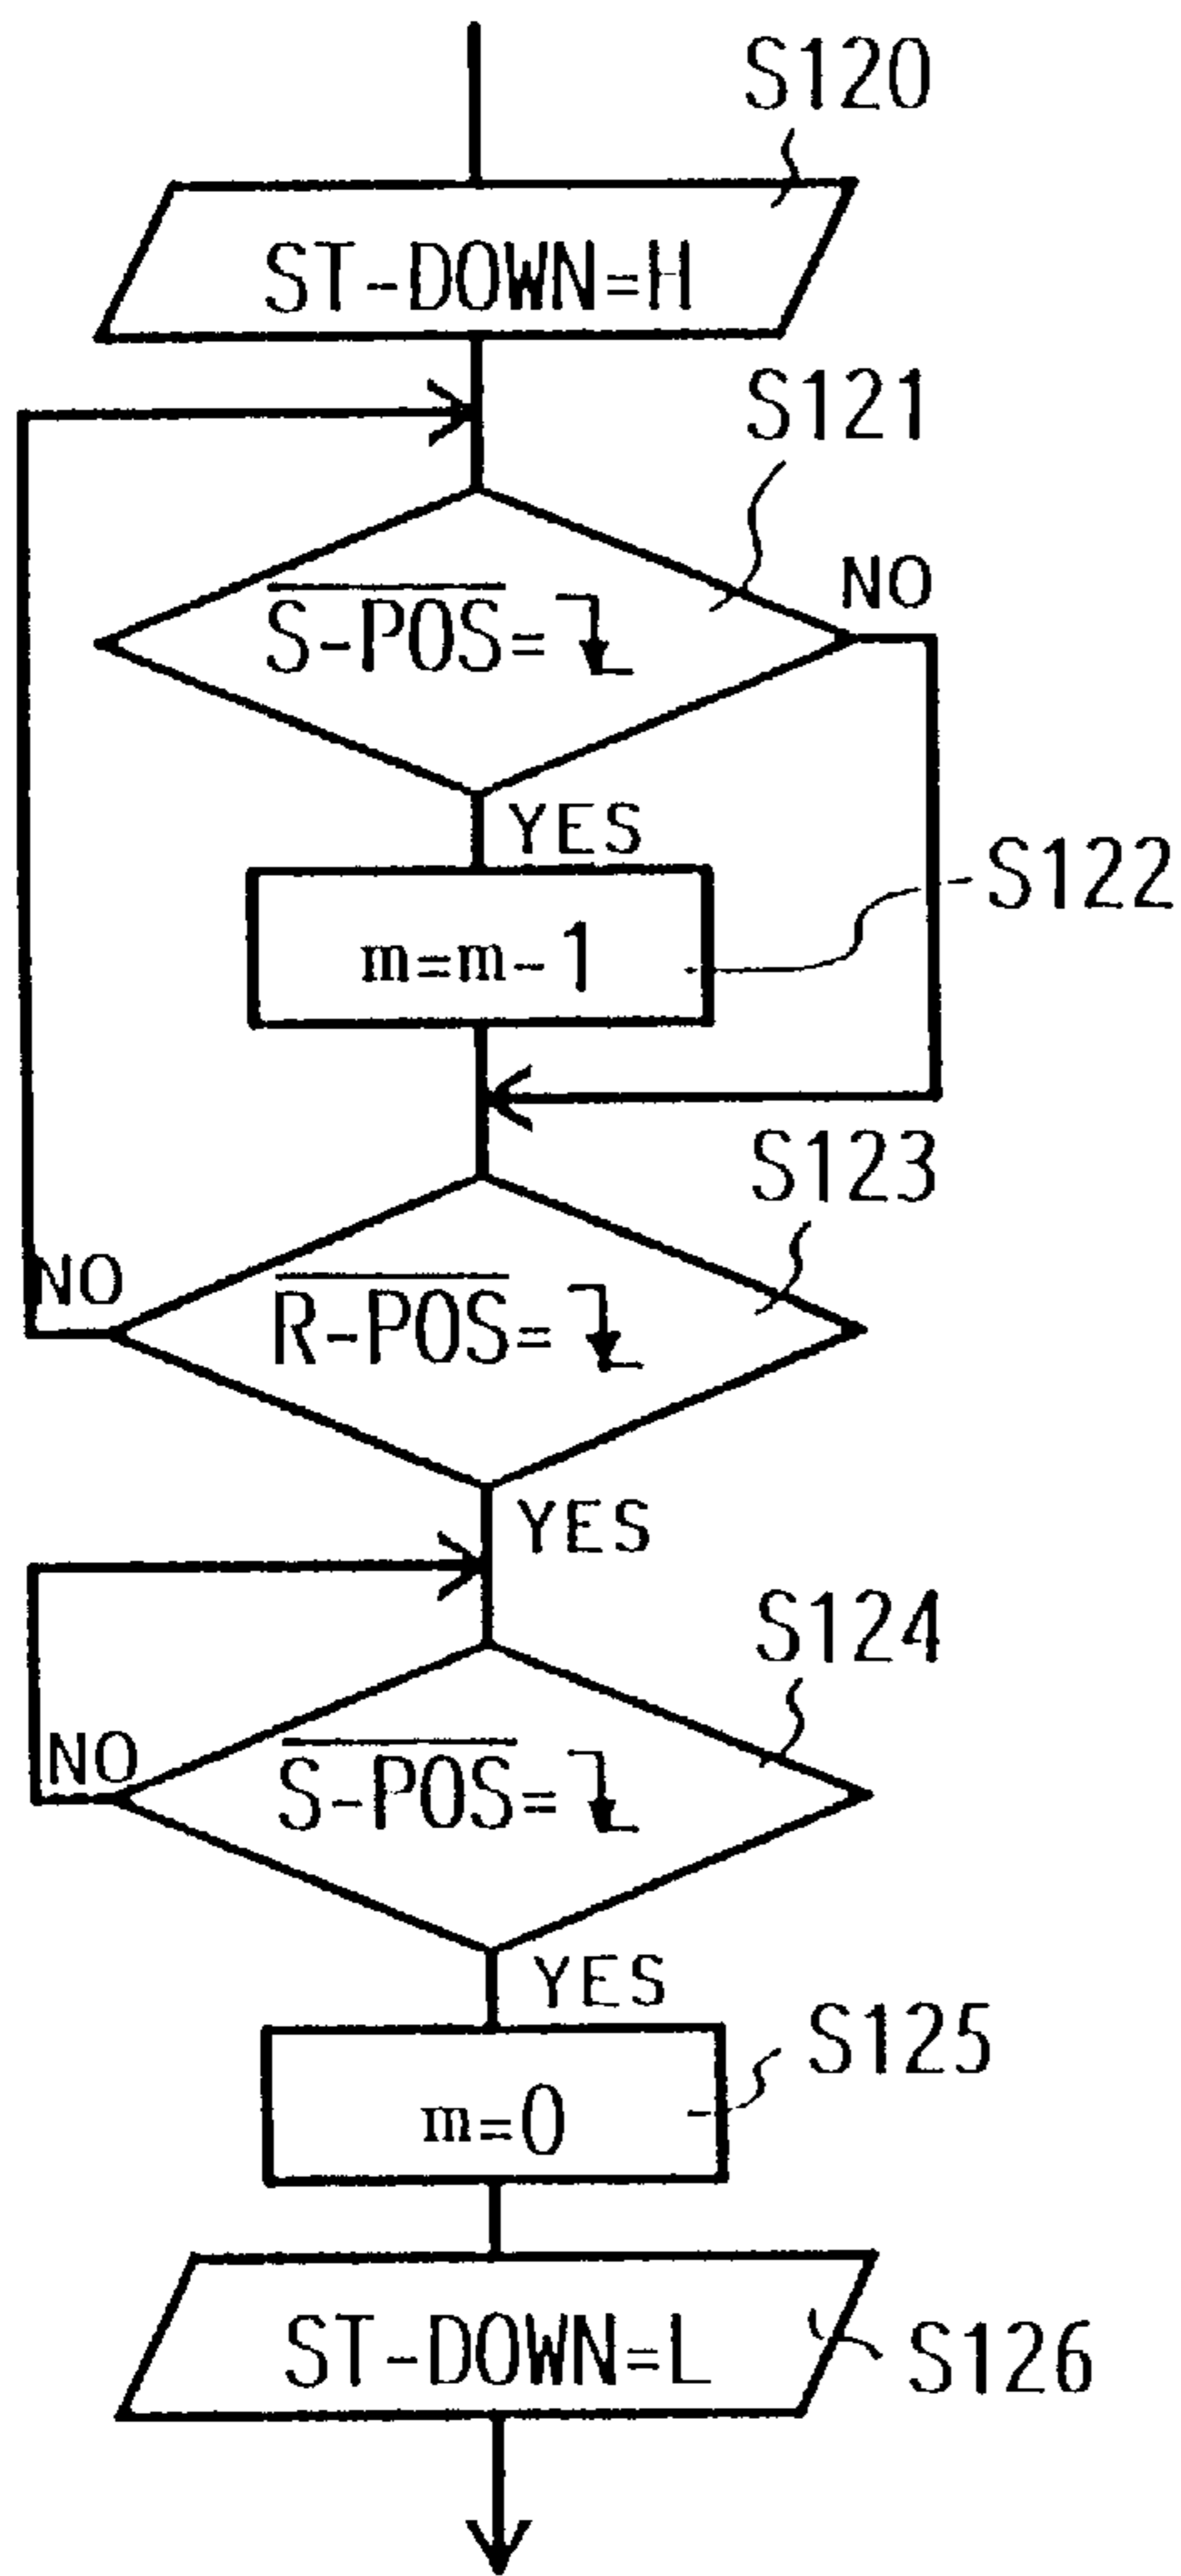 S120
ST-DOWN=H
S121
NO
S-POS=
YES
S122
m=m-1
S123
NO
R-POS=
YES
S124
NO
S-POS=
YES
S125
m=0
ST-DOWN=L
S126